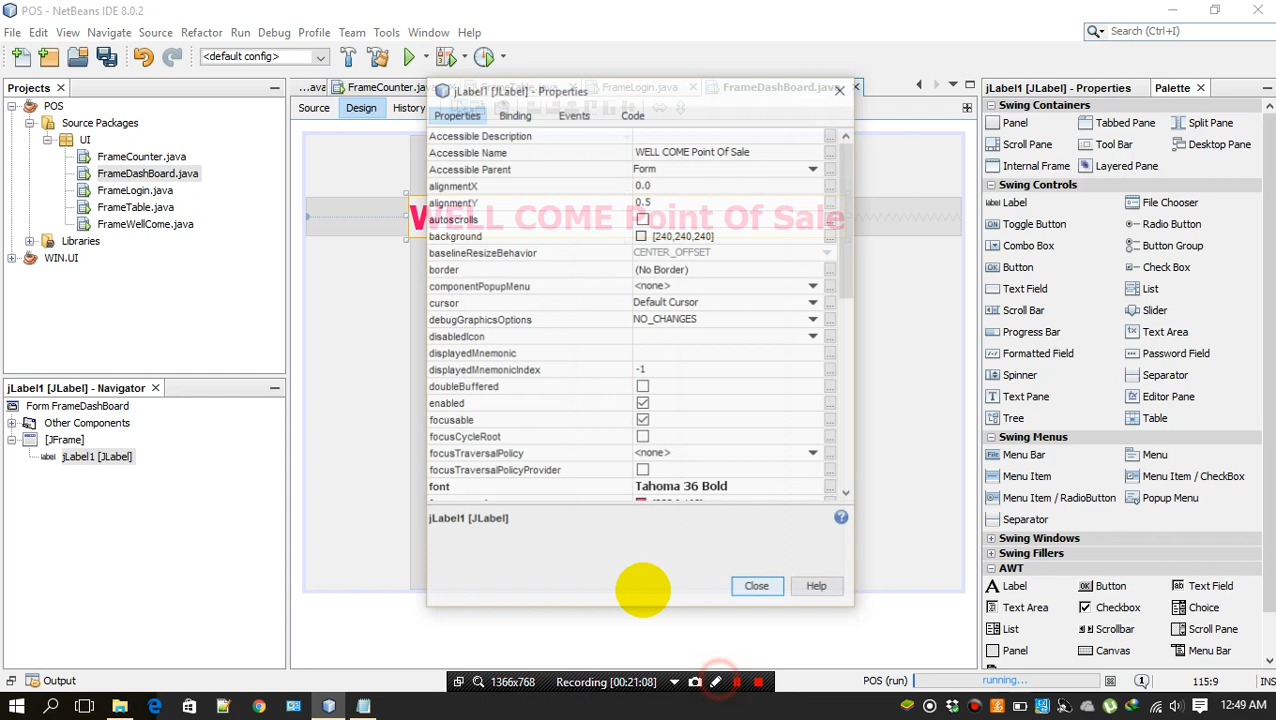 POS - NetBeans IDE 8.0.2
File Edit View Navigate Source Refactor Run Debug Profile Team Tools Window Help
Search (Ctrl+I)
<default config>
Projects
POS
Source Packages
UI
FrameCounter.java
FrameDashBoard.java
FrameLogin.java
FrameTable.java
FrameWellCome.java
Libraries
WIN.UI
jLabel1 [JLabel] - Navigator
Form FrameDashBoard
Other Components
[JFrame]
label jLabel1 [JLabel]
Output
...ava FrameCounter.java FrameLogin.java FrameDashBoard.java
Source Design History
WELL COME Point Of Sale
jLabel1 [JLabel] - Properties
Properties Binding Events Code
Accessible Description
Accessible Name WELL COME Point Of Sale
Accessible Parent Form
alignmentX 0.0
alignmentY 0.5
autoscrolls
background [240,240,240]
baselineResizeBehavior CENTER_OFFSET
border (No Border)
componentPopupMenu <none>
cursor Default Cursor
debugGraphicsOptions NO_CHANGES
disabledIcon
displayedMnemonic
displayedMnemonicIndex -1
doubleBuffered
enabled
focusable
focusCycleRoot
focusTraversalPolicy <none>
focusTraversalPolicyProvider
font Tahoma 36 Bold
jLabel1 [JLabel]
Close Help
jLabel1 [JLabel] - Properties Palette
Swing Containers
Panel Tabbed Pane Split Pane
Scroll Pane Tool Bar Desktop Pane
Internal Frame Layered Pane
Swing Controls
label Label File Chooser
Toggle Button Radio Button
Combo Box Button Group
Button Check Box
Text Field List
Scroll Bar Slider
Progress Bar Text Area
Formatted Field Password Field
Spinner Separator
Text Pane Editor Pane
Tree Table
Swing Menus
Menu Bar Menu
Menu Item Menu Item / CheckBox
Menu Item / RadioButton Popup Menu
Separator
Swing Windows
Swing Fillers
AWT
Label Button Text Field
Text Area Checkbox Choice
List Scrollbar Scroll Pane
Panel Canvas Menu Bar
1366x768 Recording [00:21:08]
POS (run) running... 1 115:9 INS
12:49 AM